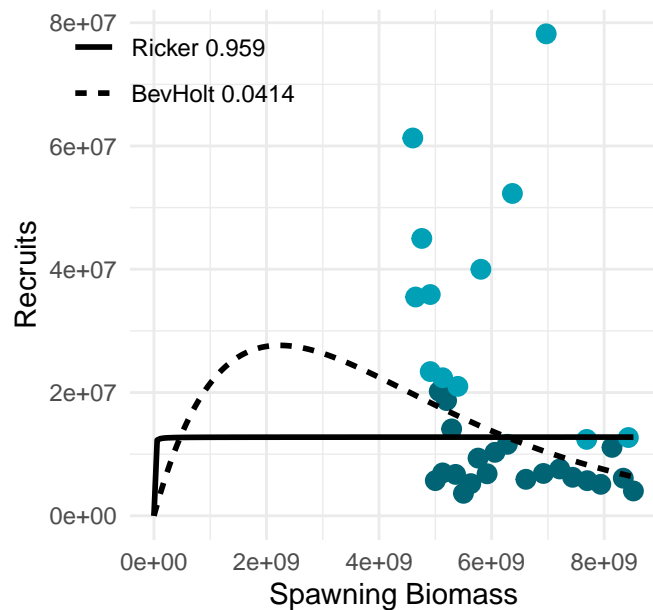 8e+07
Ricker 0.959
BevHolt 0.0414
6e+07
4e+07
2e+07
0e+00
Recruits
0e+00 2e+09 4e+09 6e+09 8e+09
Spawning Biomass